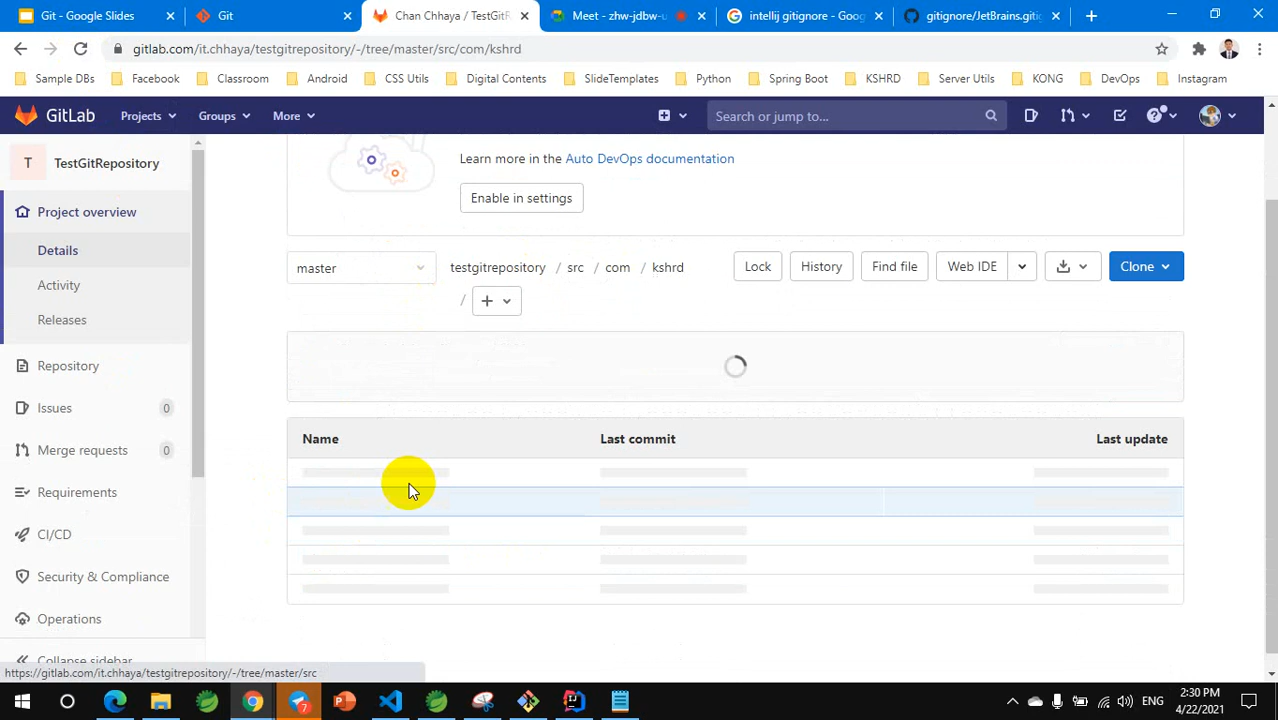 Git - Google Slides
Git
Chan Chhaya / TestGitR
Meet - zhw-jdbw-u
intellij gitignore - Goog
gitignore/JetBrains.giti
gitlab.com/it.chhaya/testgitrepository/-/tree/master/src/com/kshrd
Sample DBs
Facebook
Classroom
Android
CSS Utils
Digital Contents
SlideTemplates
Python
Spring Boot
KSHRD
Server Utils
KONG
DevOps
Instagram
GitLab
Projects
Groups
More
Search or jump to...
T
TestGitRepository
Project overview
Details
Activity
Releases
Repository
Issues 0
Merge requests 0
Requirements
CI/CD
Security & Compliance
Operations
Collapse sidebar
Learn more in the Auto DevOps documentation
Enable in settings
master
testgitrepository / src / com / kshrd
/ +
Lock
History
Find file
Web IDE
Clone
Name
Last commit
Last update
https://gitlab.com/it.chhaya/testgitrepository/-/tree/master/src
7
ENG
2:30 PM
4/22/2021